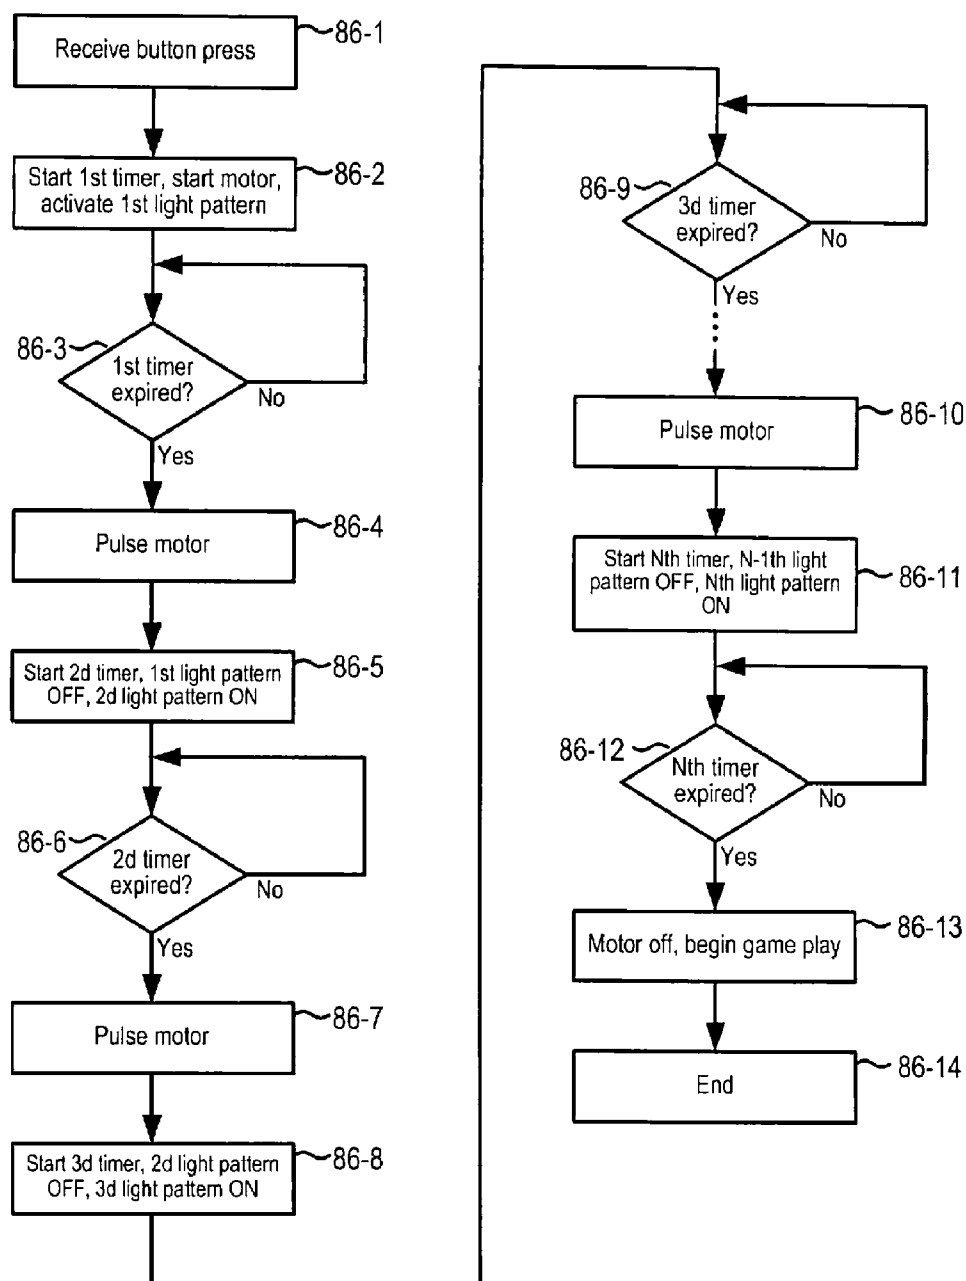 Receive button press
86-1
Start 1st timer, start motor,
activate 1st light pattern
86-2
86-3
1st timer
expired?
No
Yes
Pulse motor
86-4
Start 2d timer, 1st light pattern
OFF, 2d light pattern ON
86-5
86-6
2d timer
expired?
No
Yes
Pulse motor
86-7
Start 3d timer, 2d light pattern
OFF, 3d light pattern ON
86-8
86-9
3d timer
expired?
No
Yes
Pulse motor
86-10
Start Nth timer, N-1th light
pattern OFF, Nth light pattern
ON
86-11
86-12
Nth timer
expired?
No
Yes
Motor off, begin game play
86-13
End
86-14